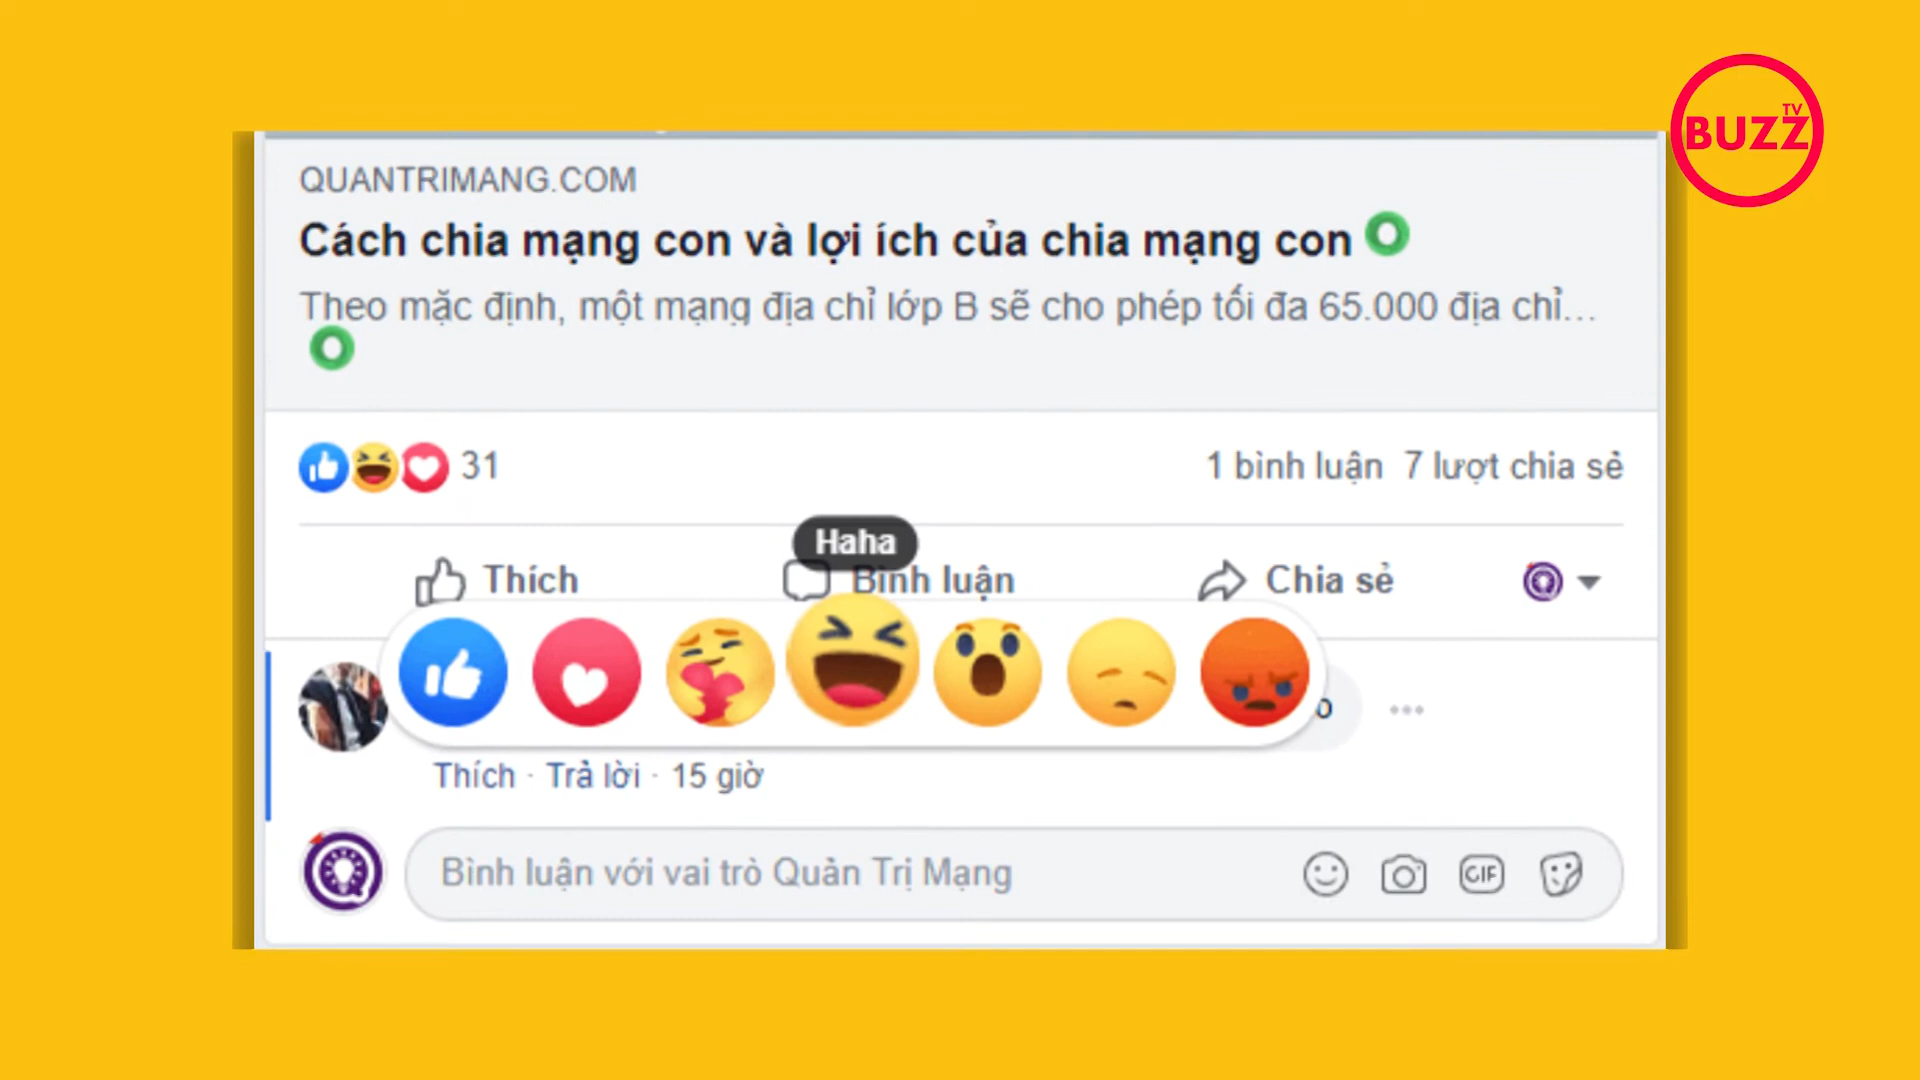 TV
BUZZ
QUANTRIMANG.COM
Cách chia mạng con và lợi ích của chia mạng con
Theo mặc định, một mạng địa chỉ lớp B sẽ cho phép tối đa 65.000 địa chỉ...
31
1 bình luận 7 lượt chia sẻ
Haha
Thích
Bình luận
Chia sẻ
Thích · Trả lời · 15 giờ
Bình luận với vai trò Quản Trị Mạng
GIF